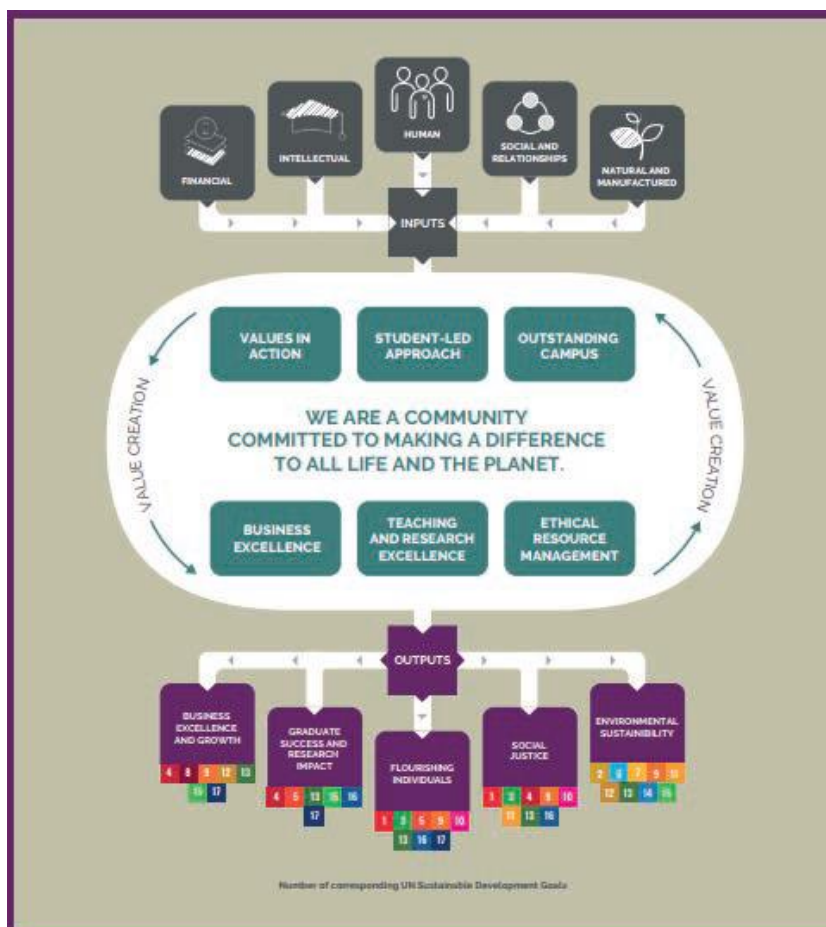 HUMAN
INTELLECTUAL
SOCIAL AND
RELATIONSHIPS
FINANCIAL
NATURAL AND
MANUFACTURED
INPUTS
VALUES IN
ACTION
STUDENT-LED
APPROACH
OUTSTANDING
CAMPUS
VALUE CREATION
WE ARE A COMMUNITY
COMMITTED TO MAKING A DIFFERENCE
TO ALL LIFE AND THE PLANET.
VALUE CREATION
BUSINESS
EXCELLENCE
TEACHING
AND RESEARCH
EXCELLENCE
ETHICAL
RESOURCE
MANAGEMENT
OUTPUTS
BUSINESS
EXCELLENCE
AND GROWTH
4 8 9 12 13
15 17
GRADUATE
SUCCESS AND
RESEARCH
IMPACT
4 5 13 15 16
17
FLOURISHING
INDIVIDUALS
1 3 5 9 10
13 16 17
SOCIAL
JUSTICE
1 3 4 10
11 13 16
ENVIRONMENTAL
SUSTAINIBILITY
2 6 7 9 11
12 13 14 15
Number of corresponding UN Sustainable Development Goals